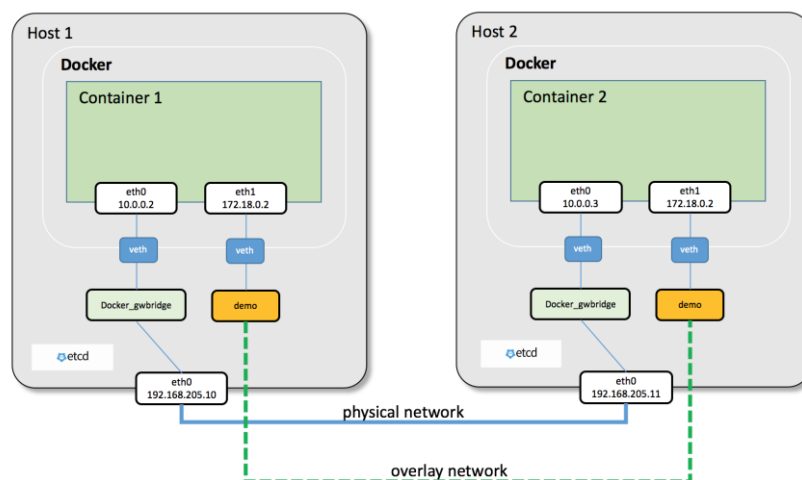 Host 1
Docker
Container 1
eth0
10.0.0.2
eth1
172.18.0.2
veth
veth
Docker_gwbridge
demo
etcd
eth0
192.168.205.10
Host 2
Docker
Container 2
eth0
10.0.0.3
eth1
172.18.0.2
veth
veth
Docker_gwbridge
demo
etcd
eth0
192.168.205.11
physical network
overlay network